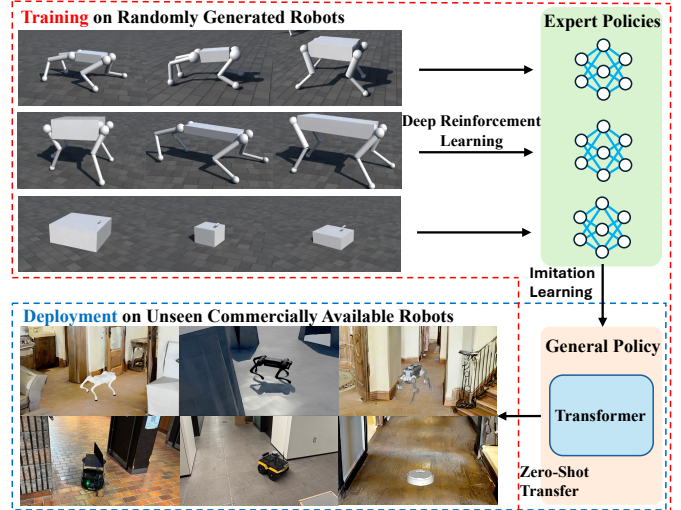 Training on Randomly Generated Robots
Expert Policies
Deep Reinforcement
Learning
Imitation
Learning
Deployment on Unseen Commercially Available Robots
General Policy
Transformer
Zero-Shot
Transfer